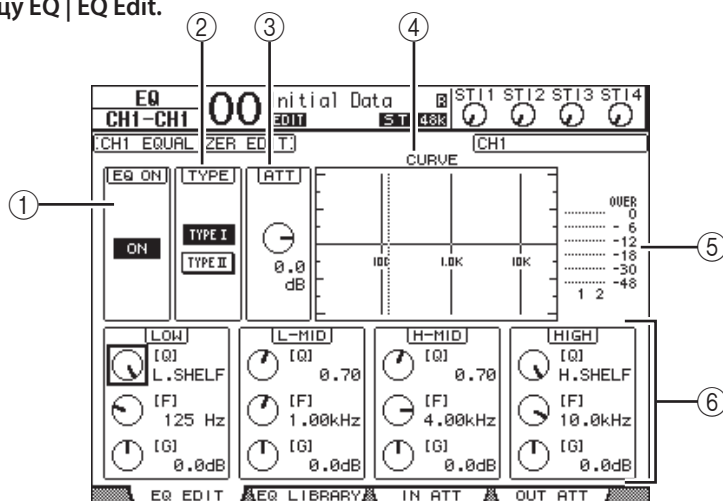 цу EQ | EQ Edit.
② ③ ④
EQ
CH1-CH1
00
Initial Data
EDIT
R
ST 48K
STI1 STI2 STI3 STI4
CH1 EQUALIZER EDIT
CH1
CURVE
EQ ON
TYPE
ATT
①
ON
TYPE I
TYPE II
0.0
dB
100 1.0K 10K
OVER
0
- 6
-12
-18
-30
-48
1 2
⑤
LOW
[Q]
L.SHELF
[F]
125 Hz
[G]
0.0dB
L-MID
[Q]
0.70
[F]
1.00kHz
[G]
0.0dB
H-MID
[Q]
0.70
[F]
4.00kHz
[G]
0.0dB
HIGH
[Q]
H.SHELF
[F]
10.0kHz
[G]
0.0dB
⑥
EQ EDIT
EQ LIBRARY
IN ATT
OUT ATT